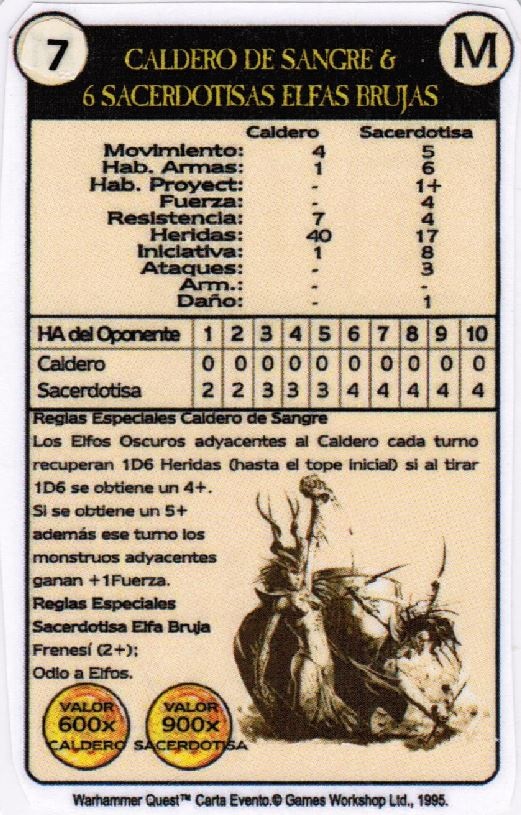 7
M
CALDERO DE SANGRE &
6 SACERDOTISAS ELFAS BRUJAS
Caldero Sacerdotisa
Movimiento: 4 5
Hab. Armas: 1 6
Hab. Proyect: - 1+
Fuerza: - 4
Resistencia: 7 4
Heridas: 40 17
Iniciativa: 1 8
Ataques: - 3
Arm.: - -
Daño: - 1
HA del Oponente 1 2 3 4 5 6 7 8 9 10
Caldero 0 0 0 0 0 0 0 0 0 0
Sacerdotisa 2 2 3 3 3 4 4 4 4 4
Reglas Especiales Caldero de Sangre
Los Elfos Oscuros adyacentes al Caldero cada turno
recuperan 1D6 Heridas (hasta el tope inicial) si al tirar
1D6 se obtiene un 4+.
Si se obtiene un 5+
además ese turno los
monstruos adyacentes
ganan +1Fuerza.
Reglas Especiales
Sacerdotisa Elfa Bruja
Frenesí (2+);
Odio a Elfos.
VALOR
600x
CALDERO
VALOR
900x
SACERDOTISA
Warhammer Quest™ Carta Evento.© Games Workshop Ltd., 1995.